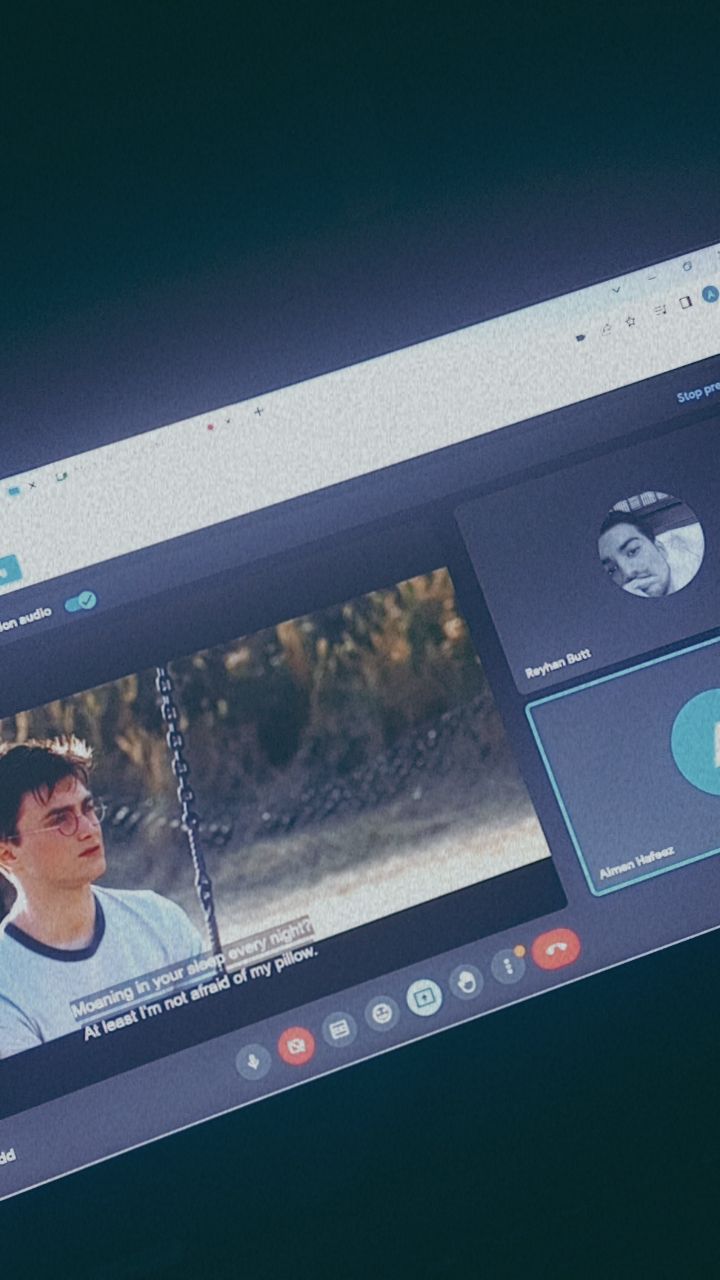 Stop pre
ion audio
Reyhan Butt
Aiman Hafeez
Moaning in your sleep every night?
At least I'm not afraid of my pillow.
dd